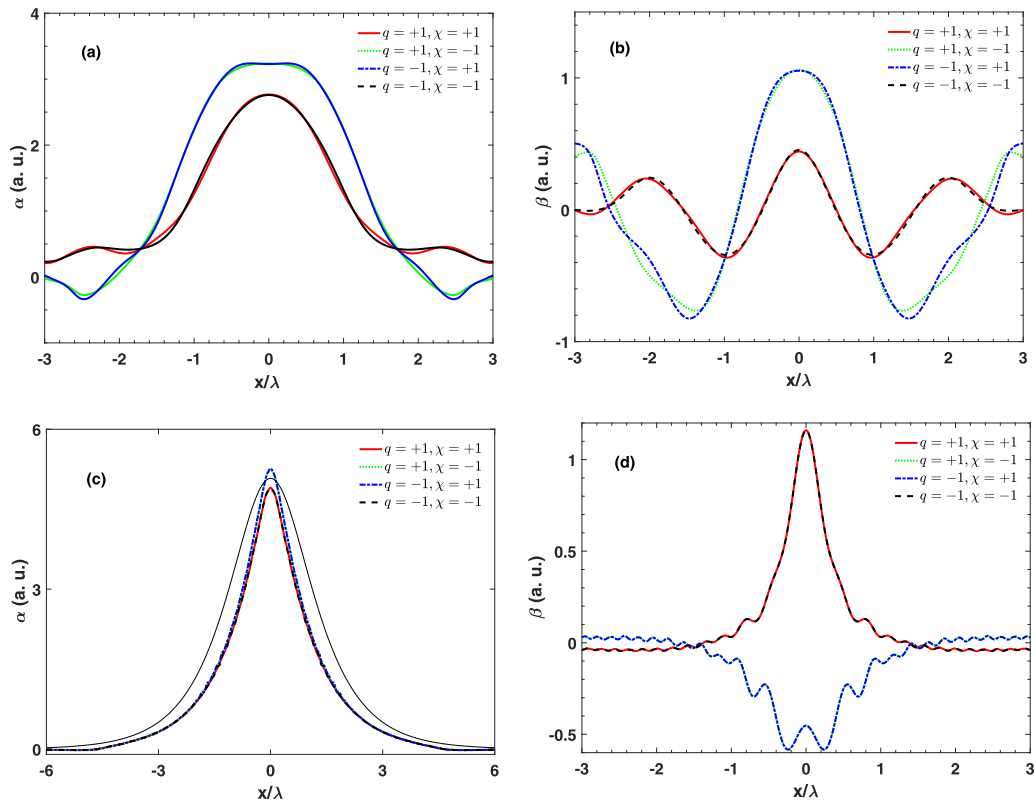 (a)
q = +1, χ = +1
q = +1, χ = −1
q = −1, χ = +1
q = −1, χ = −1
4
2
0
α (a. u.)
-3 -2 -1 0 1 2 3
x/λ
(b)
q = +1, χ = +1
q = +1, χ = −1
q = −1, χ = +1
q = −1, χ = −1
1
0
-1
β (a. u.)
-3 -2 -1 0 1 2 3
x/λ
(c)
q = +1, χ = +1
q = +1, χ = −1
q = −1, χ = +1
q = −1, χ = −1
6
3
0
α (a. u.)
-6 -3 0 3 6
x/λ
(d)
q = +1, χ = +1
q = +1, χ = −1
q = −1, χ = +1
q = −1, χ = −1
1
0.5
0
-0.5
β (a. u.)
-3 -2 -1 0 1 2 3
x/λ